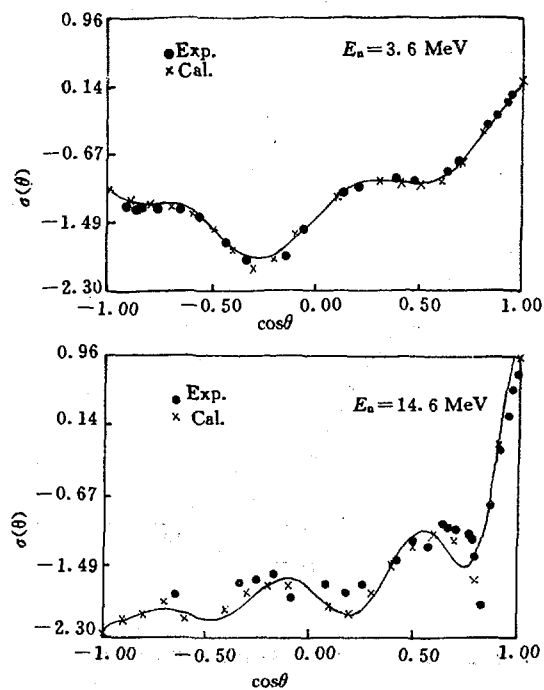 0.96
●Exp.
×Cal.
E_n=3.6 MeV
0.14
−0.67
σ(θ)
−1.49
−2.30
−1.00 −0.50 0.00 0.50 1.00
cosθ
0.96
● Exp.
× Cal.
E_n=14.6 MeV
0.14
−0.67
σ(θ)
−1.49
−2.30
−1.00 −0.50 0.00 0.50 1.00
cosθ